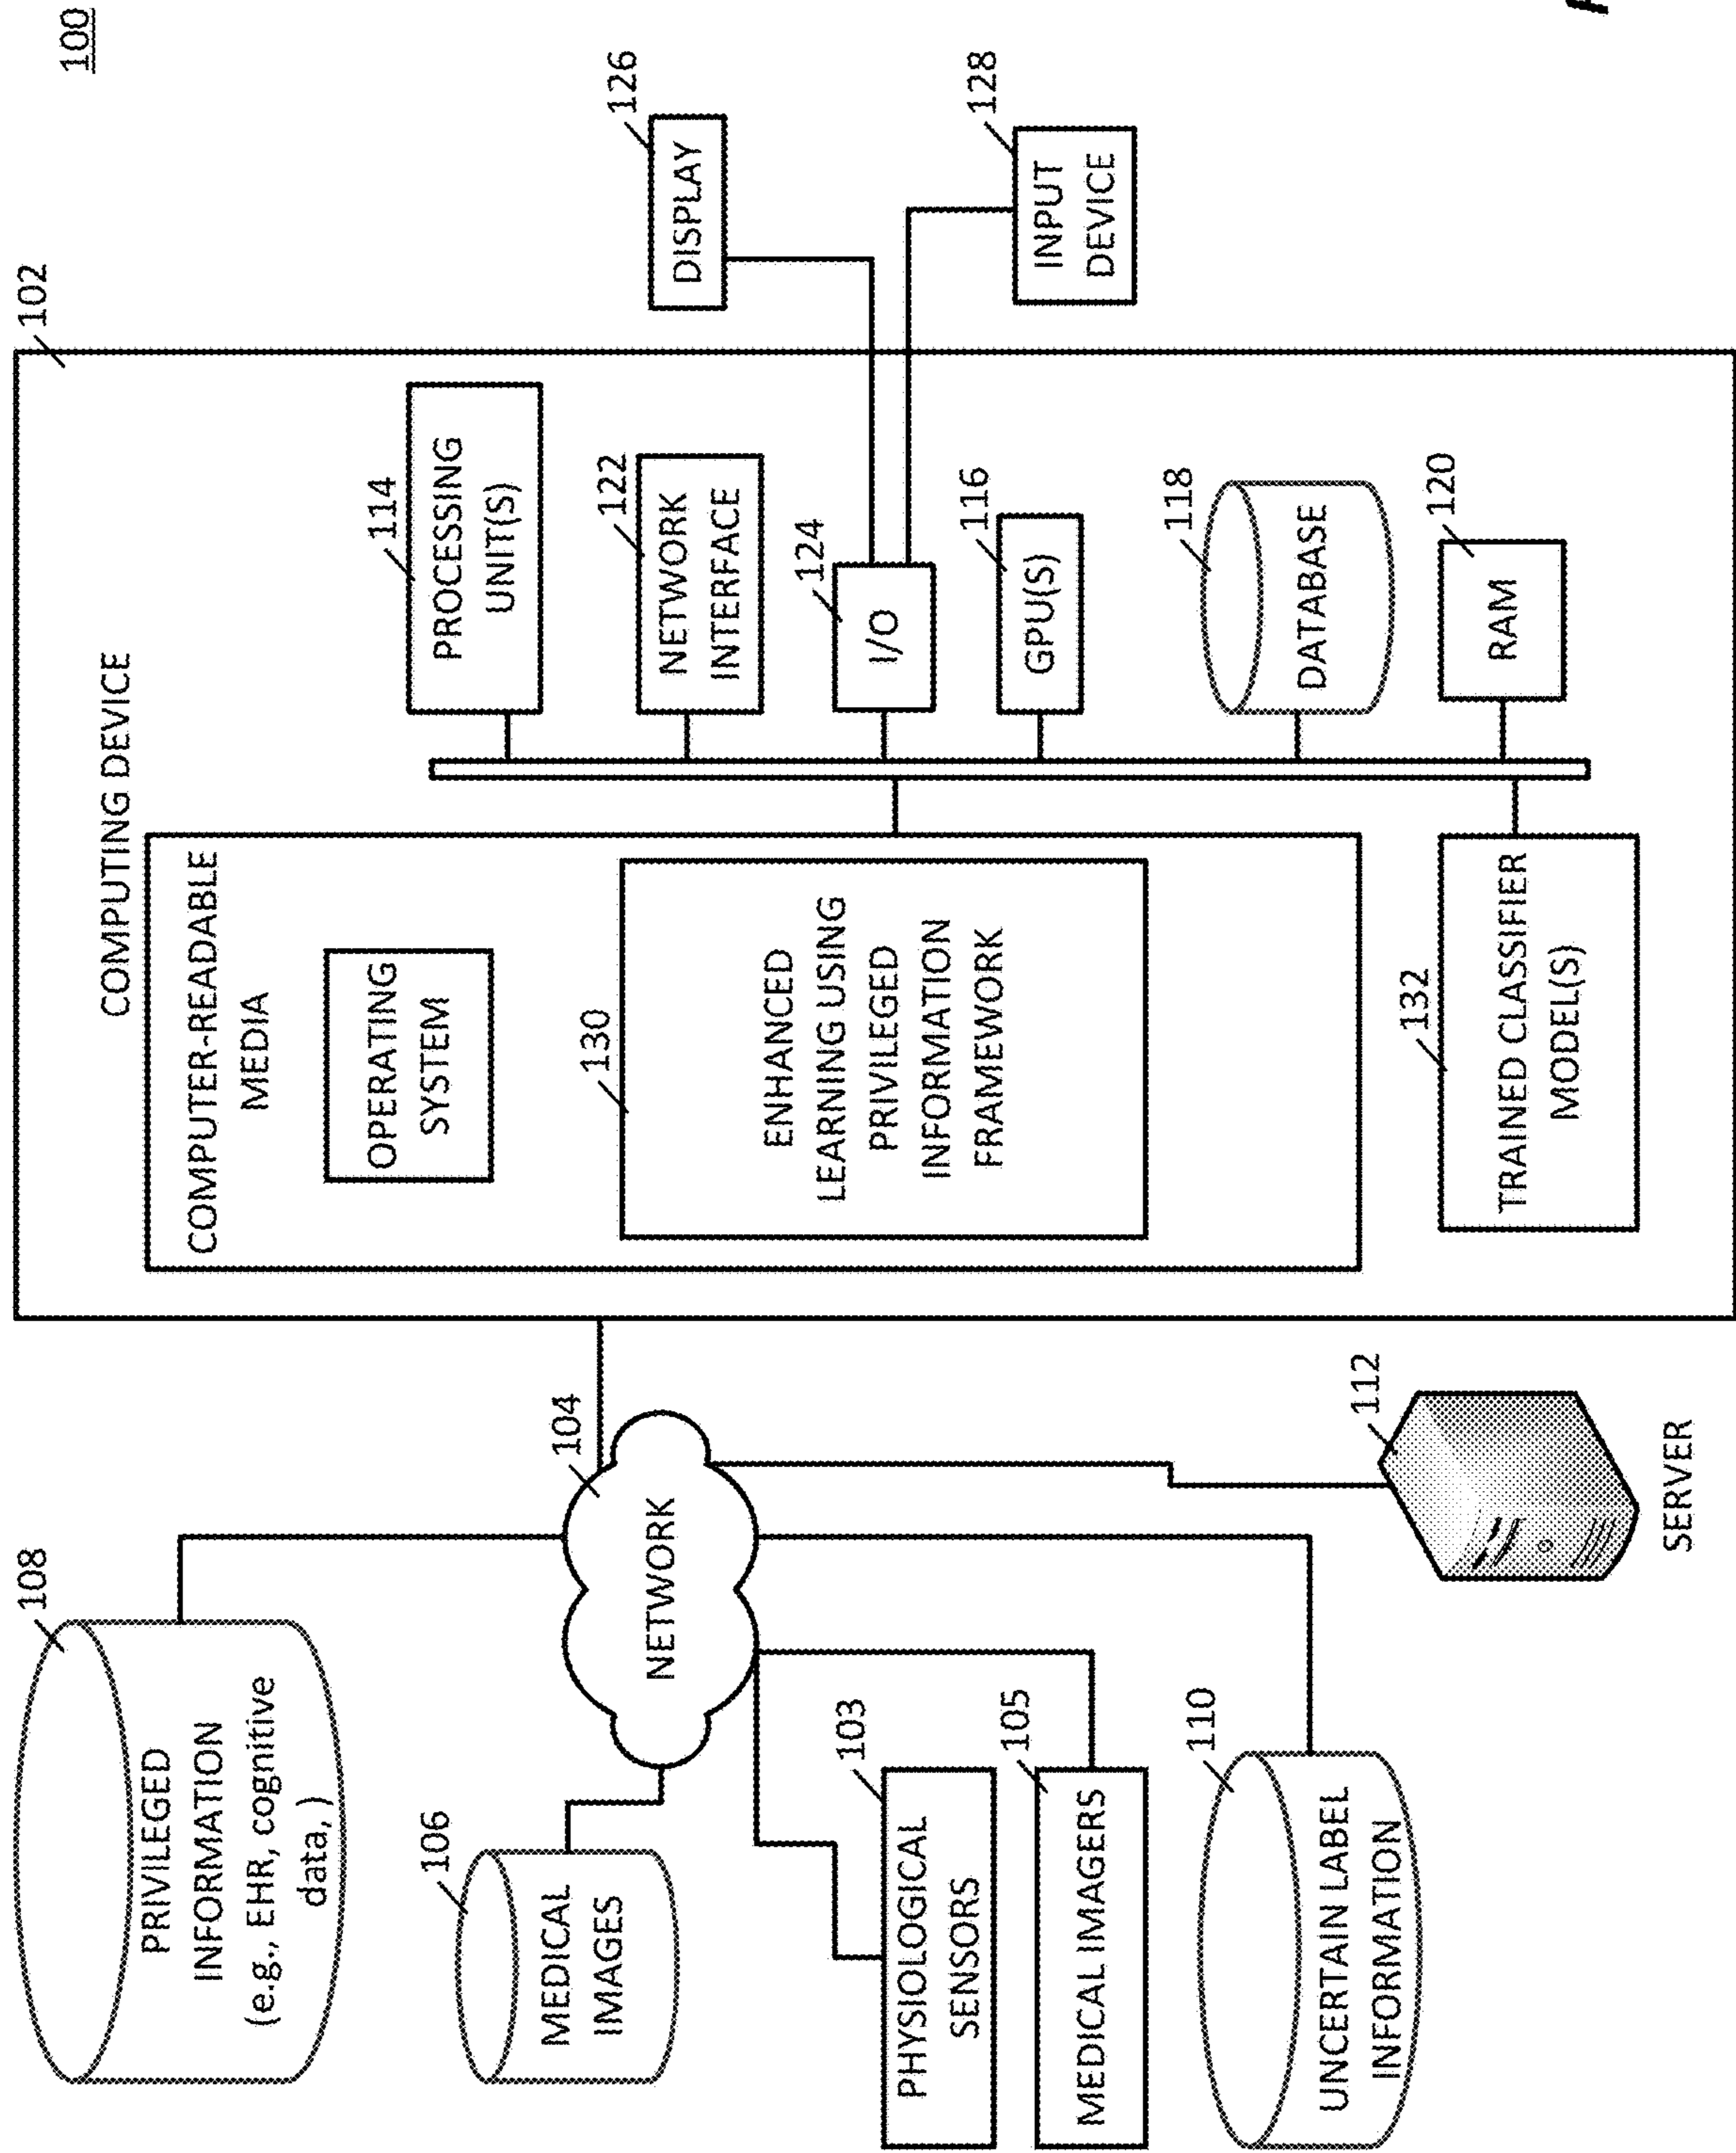 100
108
PRIVILEGED
INFORMATION
(e.g., EHR, cognitive
data, )
106
MEDICAL
IMAGES
103
PHYSIOLOGICAL
SENSORS
105
MEDICAL IMAGERS
110
UNCERTAIN LABEL
INFORMATION
104
NETWORK
112
SERVER
102
COMPUTING DEVICE
COMPUTER-READABLE
MEDIA
OPERATING
SYSTEM
130
ENHANCED
LEARNING USING
PRIVILEGED
INFORMATION
FRAMEWORK
132
TRAINED CLASSIFIER
MODEL(S)
114
PROCESSING
UNIT(S)
122
NETWORK
INTERFACE
124
I/O
116
GPU(S)
118
DATABASE
120
RAM
126
DISPLAY
128
INPUT
DEVICE